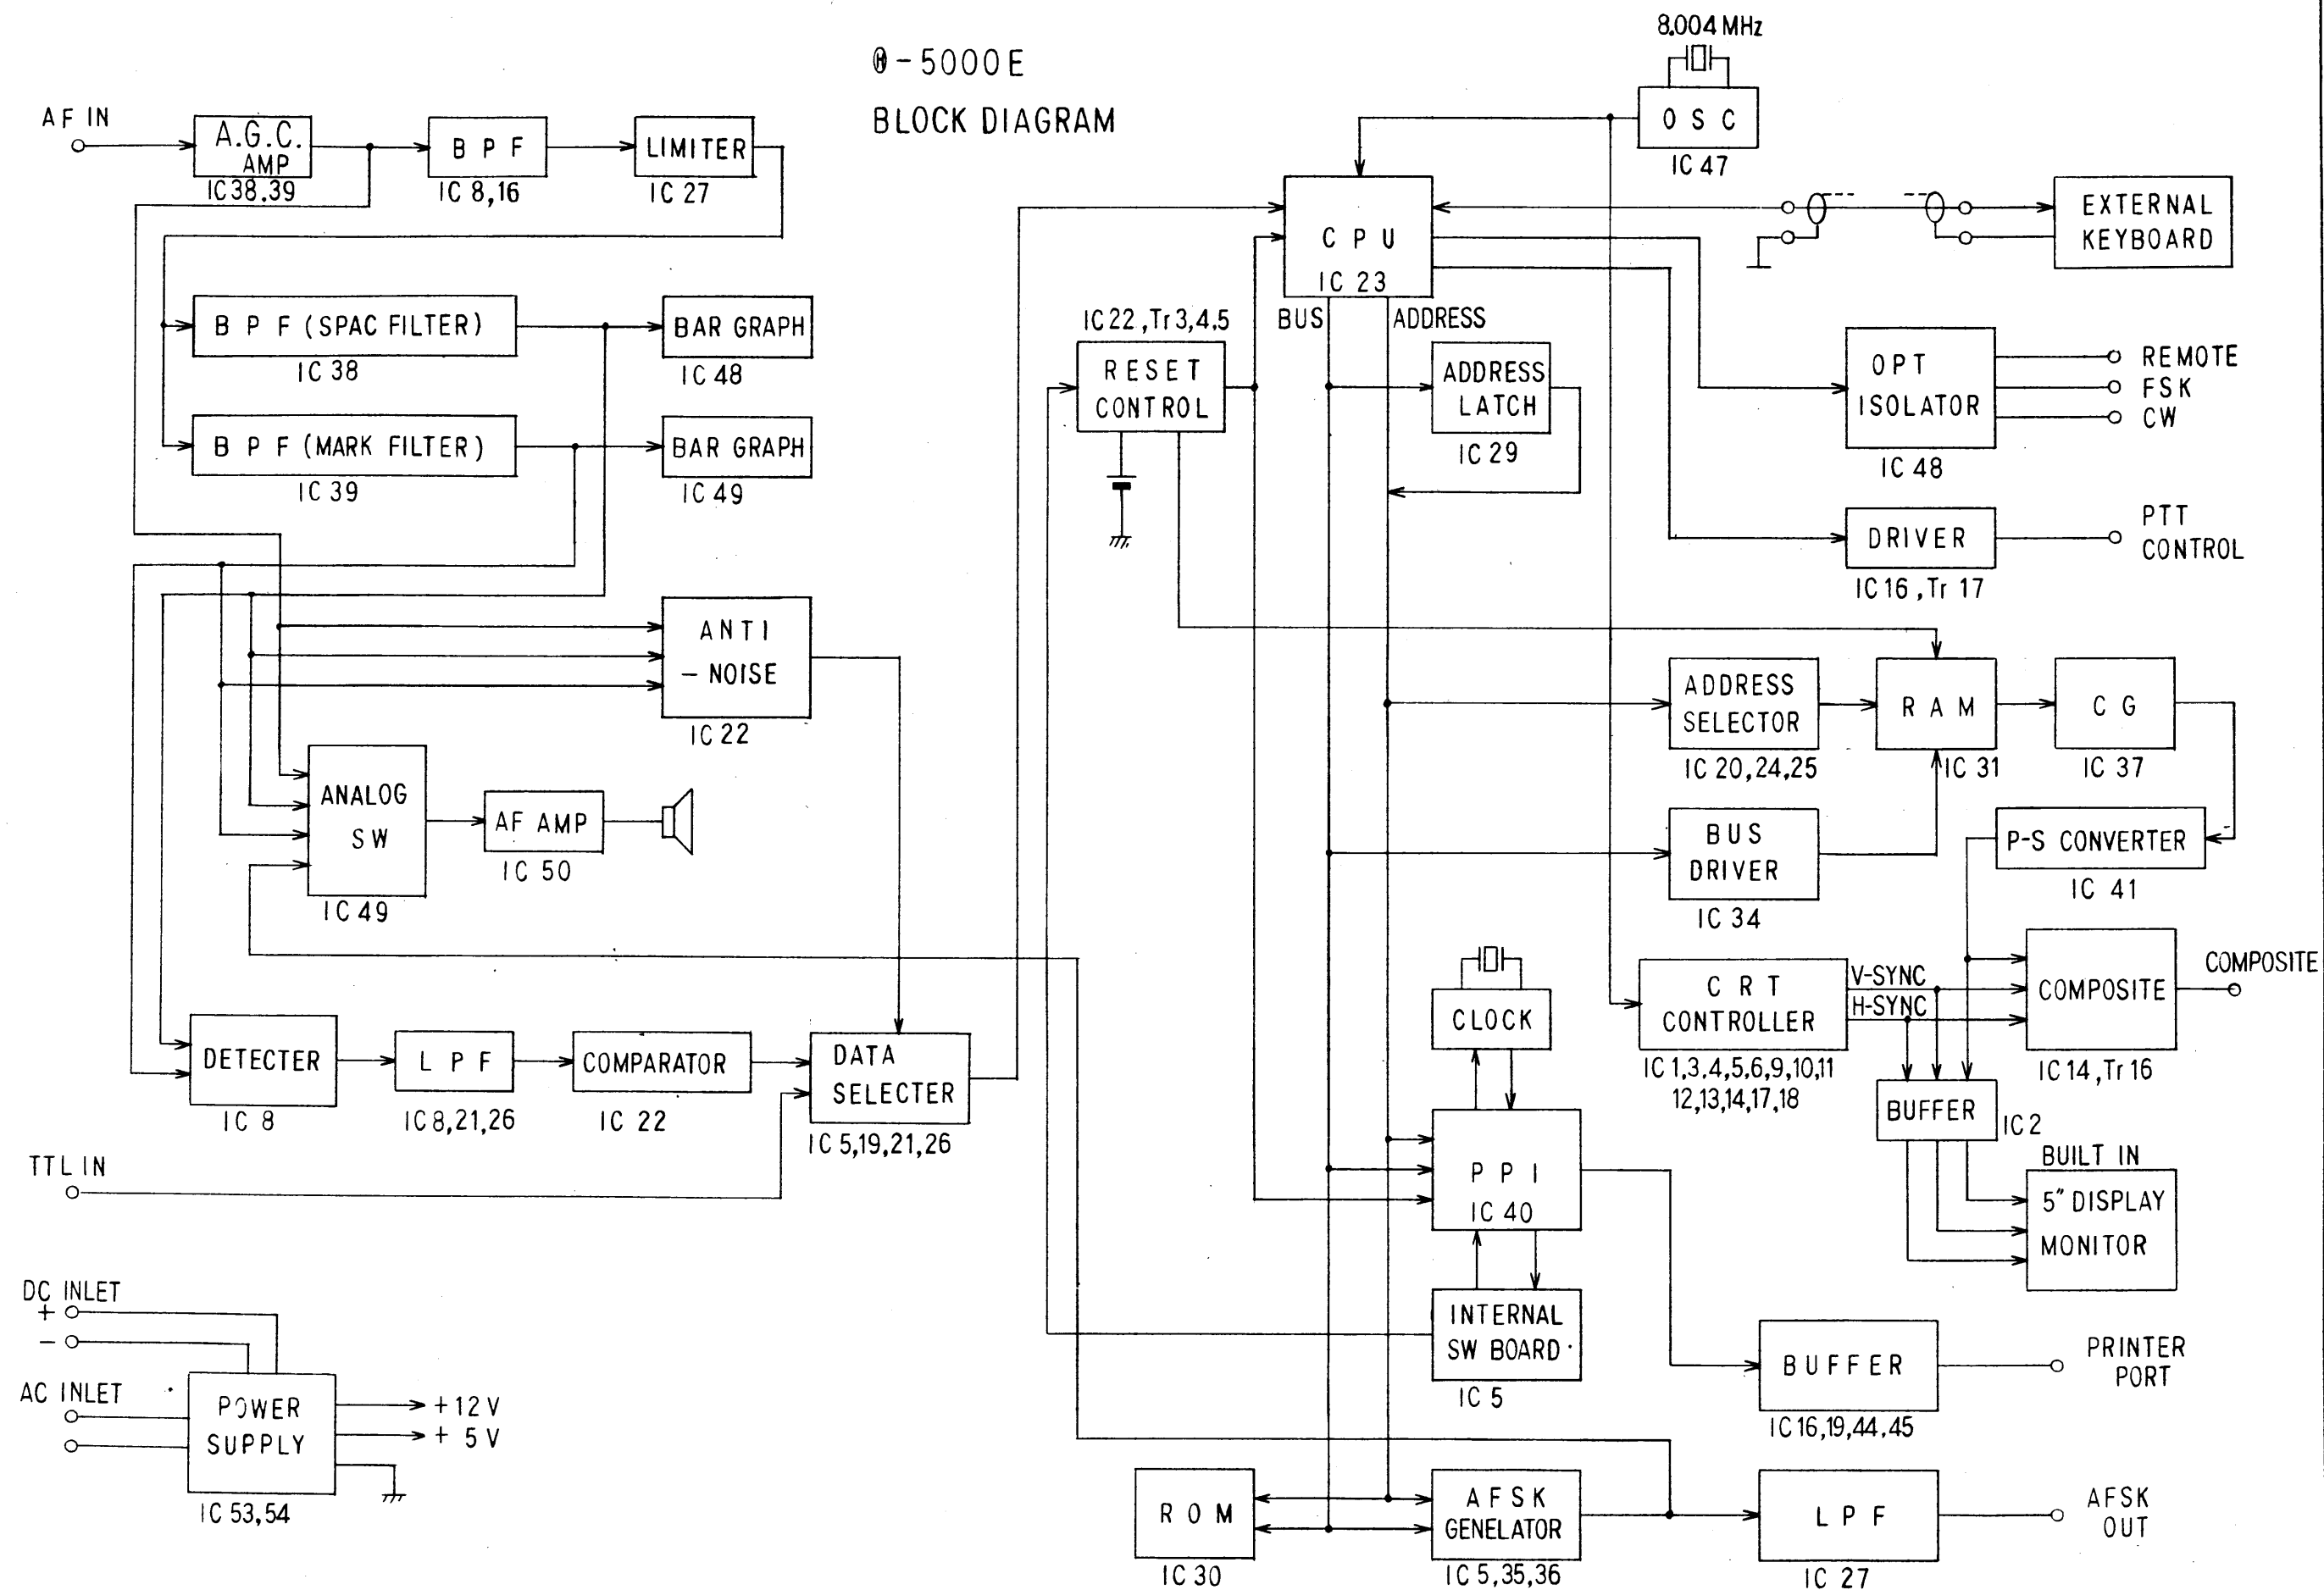 -5000E
BLOCK DIAGRAM
AF IN
A.G.C.
AMP
IC38,39
BPF
IC 8,16
LIMITER
IC 27
BPF (SPAC FILTER)
IC 38
BAR GRAPH
IC 48
BPF (MARK FILTER)
IC 39
BAR GRAPH
IC 49
ANTI
-NOISE
IC 22
ANALOG
SW
IC 49
AF AMP
IC 50
DETECTER
IC 8
LPF
IC 8,21,26
COMPARATOR
IC 22
DATA
SELECTER
IC 5,19,21,26
TTL IN
DC INLET
+
-
AC INLET
POWER
SUPPLY
IC 53,54
+12V
+ 5V
8.004 MHz
OSC
IC 47
CPU
IC 23
BUS
ADDRESS
EXTERNAL
KEYBOARD
IC 22, Tr 3,4,5
RESET
CONTROL
ADDRESS
LATCH
IC 29
OPT
ISOLATOR
IC 48
REMOTE
FSK
CW
DRIVER
IC 16, Tr 17
PTT
CONTROL
ADDRESS
SELECTOR
IC 20,24,25
RAM
IC 31
CG
IC 37
BUS
DRIVER
IC 34
P-S CONVERTER
IC 41
CLOCK
CRT
CONTROLLER
IC 1,3,4,5,6,9,10,11
12,13,14,17,18
V-SYNC
H-SYNC
COMPOSITE
IC 14, Tr 16
COMPOSITE
BUFFER
IC 2
BUILT IN
5" DISPLAY
MONITOR
PPI
IC 40
INTERNAL
SW BOARD
IC 5
BUFFER
IC 16,19,44,45
PRINTER
PORT
ROM
IC 30
AFSK
GENELATOR
IC 5,35,36
LPF
IC 27
AFSK
OUT